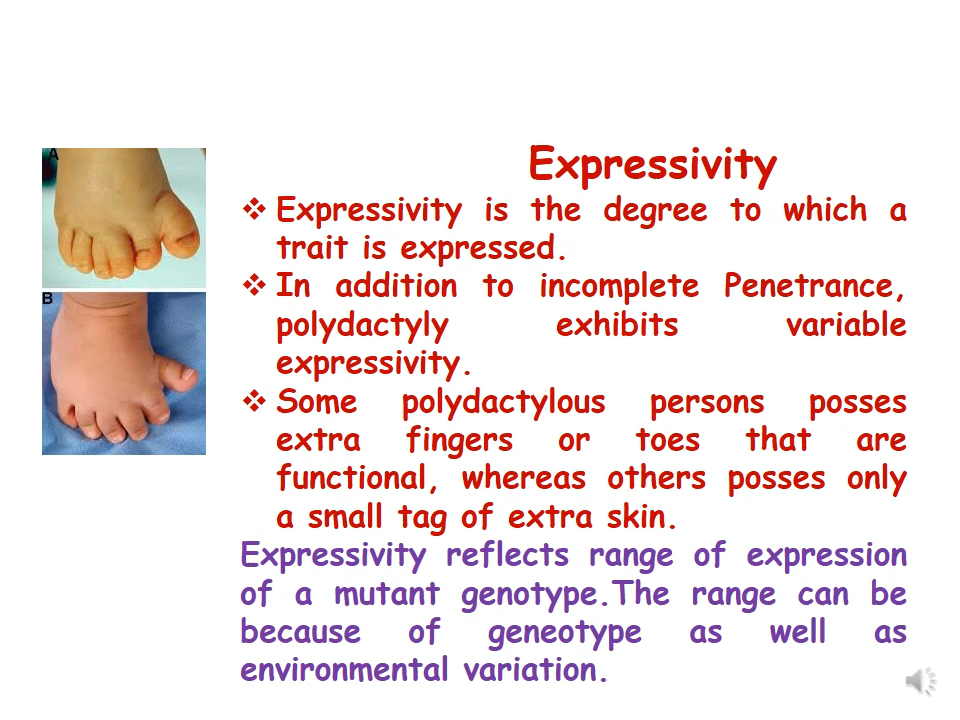 A
B
Expressivity
❖ Expressivity is the degree to which a
trait is expressed.
❖ In addition to incomplete Penetrance,
polydactyly exhibits variable
expressivity.
❖ Some polydactylous persons posses
extra fingers or toes that are
functional, whereas others posses only
a small tag of extra skin.
Expressivity reflects range of expression
of a mutant genotype.The range can be
because of geneotype as well as
environmental variation.